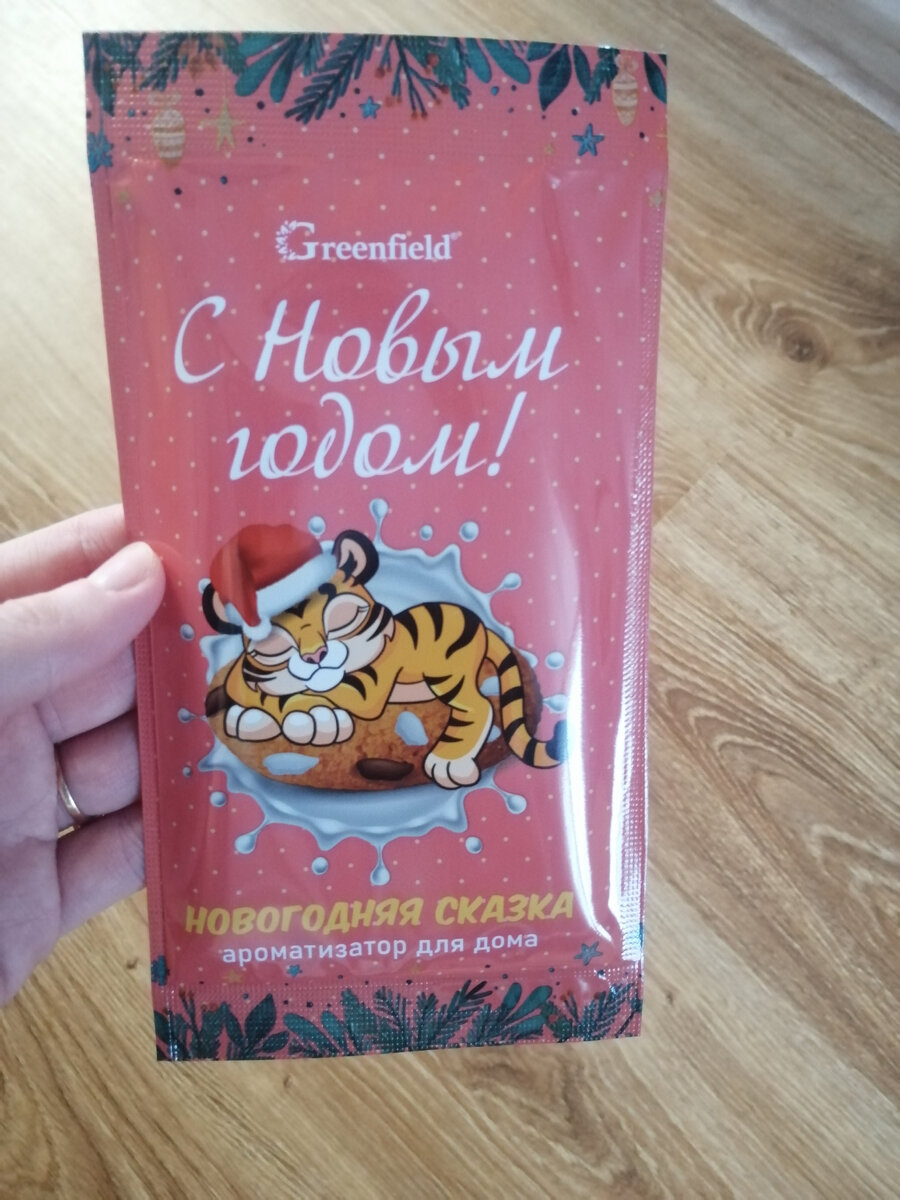 Greenfield®
С Новым
годом!
НОВОГОДНЯЯ СКАЗКА
ароматизатор для дома